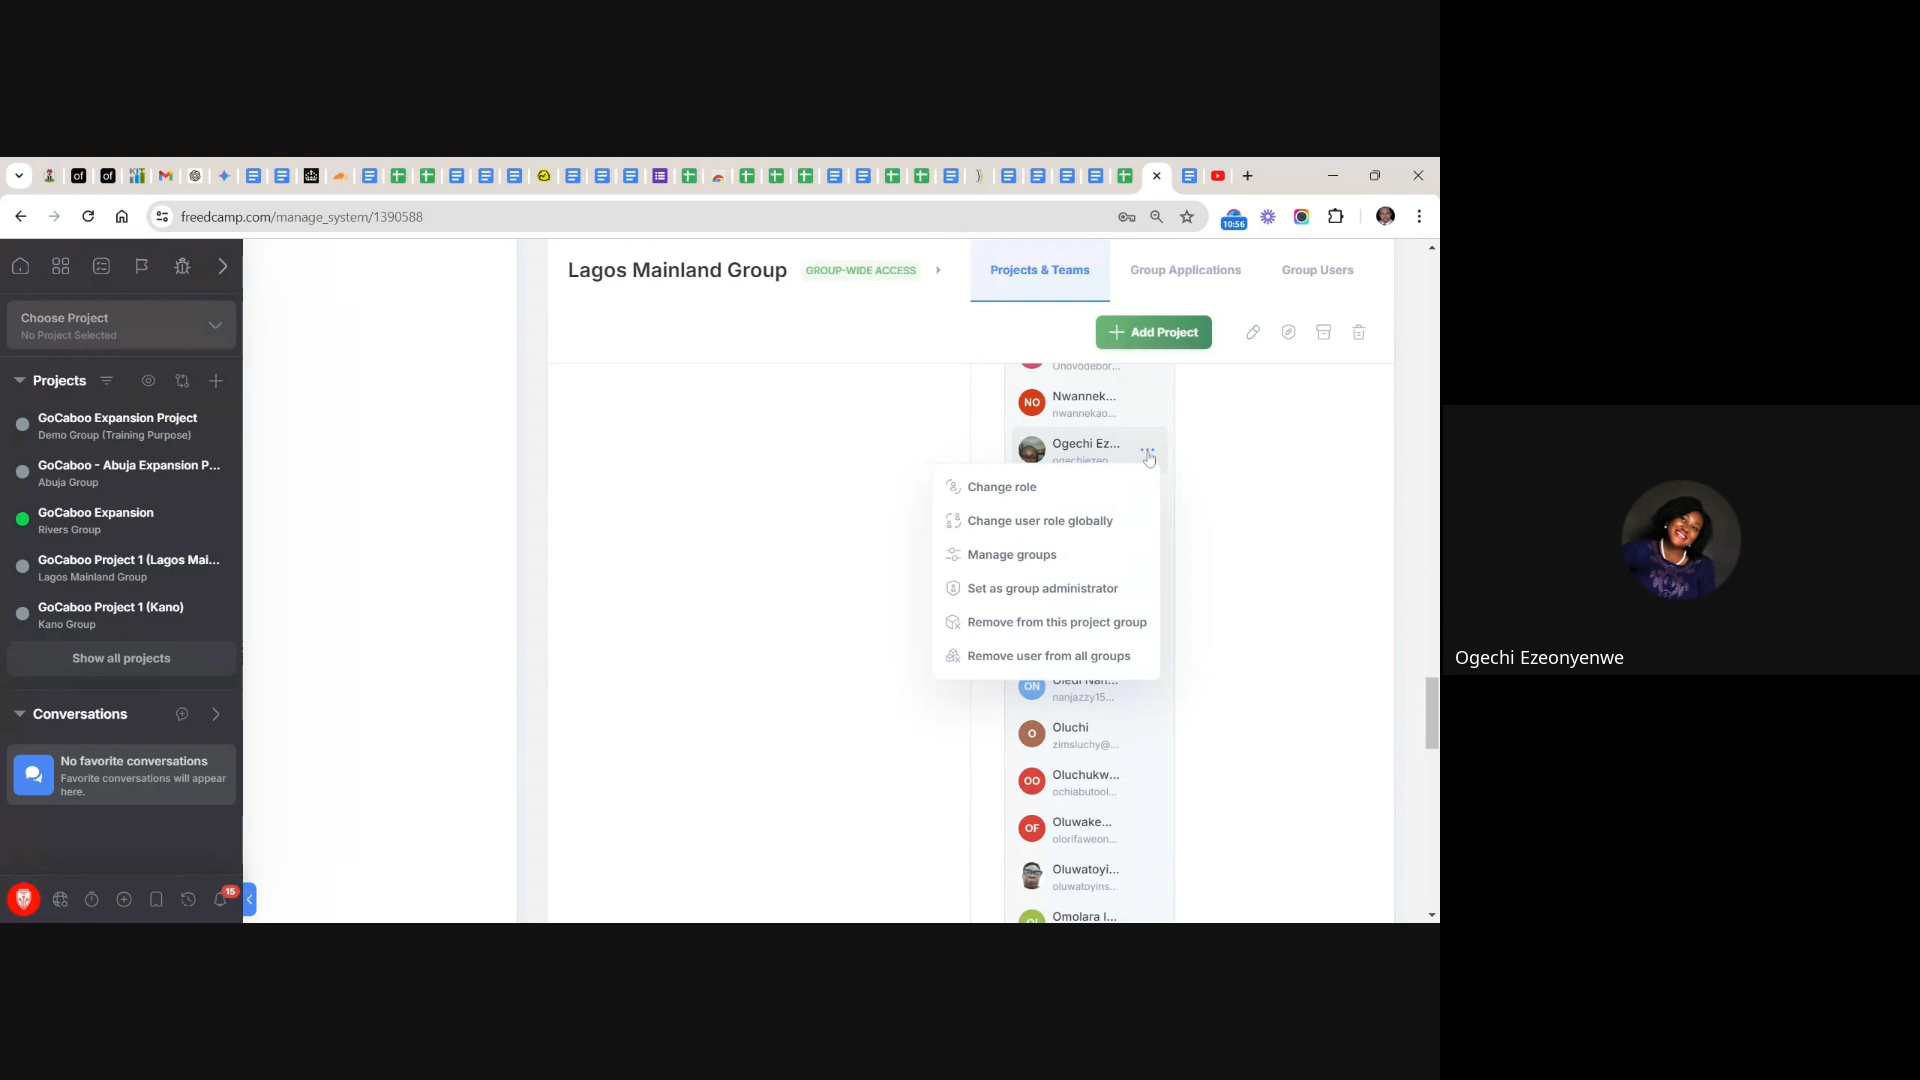 freedcamp.com/manage_system/1390588
10:56
Choose Project
No Project Selected
Projects
GoCaboo Expansion Project
Demo Group (Training Purpose)
GoCaboo - Abuja Expansion P...
Abuja Group
GoCaboo Expansion
Rivers Group
GoCaboo Project 1 (Lagos Mai...
Lagos Mainland Group
GoCaboo Project 1 (Kano)
Kano Group
Show all projects
Conversations
No favorite conversations
Favorite conversations will appear
here.
15
Lagos Mainland Group
GROUP-WIDE ACCESS
Projects & Teams
Group Applications
Group Users
Add Project
NO
Nwannek...
nwannekao...
Ogechi Ez...
ogechiezeo
Change role
Change user role globally
Manage groups
Set as group administrator
Remove from this project group
Remove user from all groups
ON
nanjazzy15...
O
Oluchi
zimsluchy@...
OO
Oluchukw...
ochiabutool...
OF
Oluwake...
olorifaweon...
Oluwatoyi...
oluwatoyins...
Omolara I...
Ogechi Ezeonyenwe